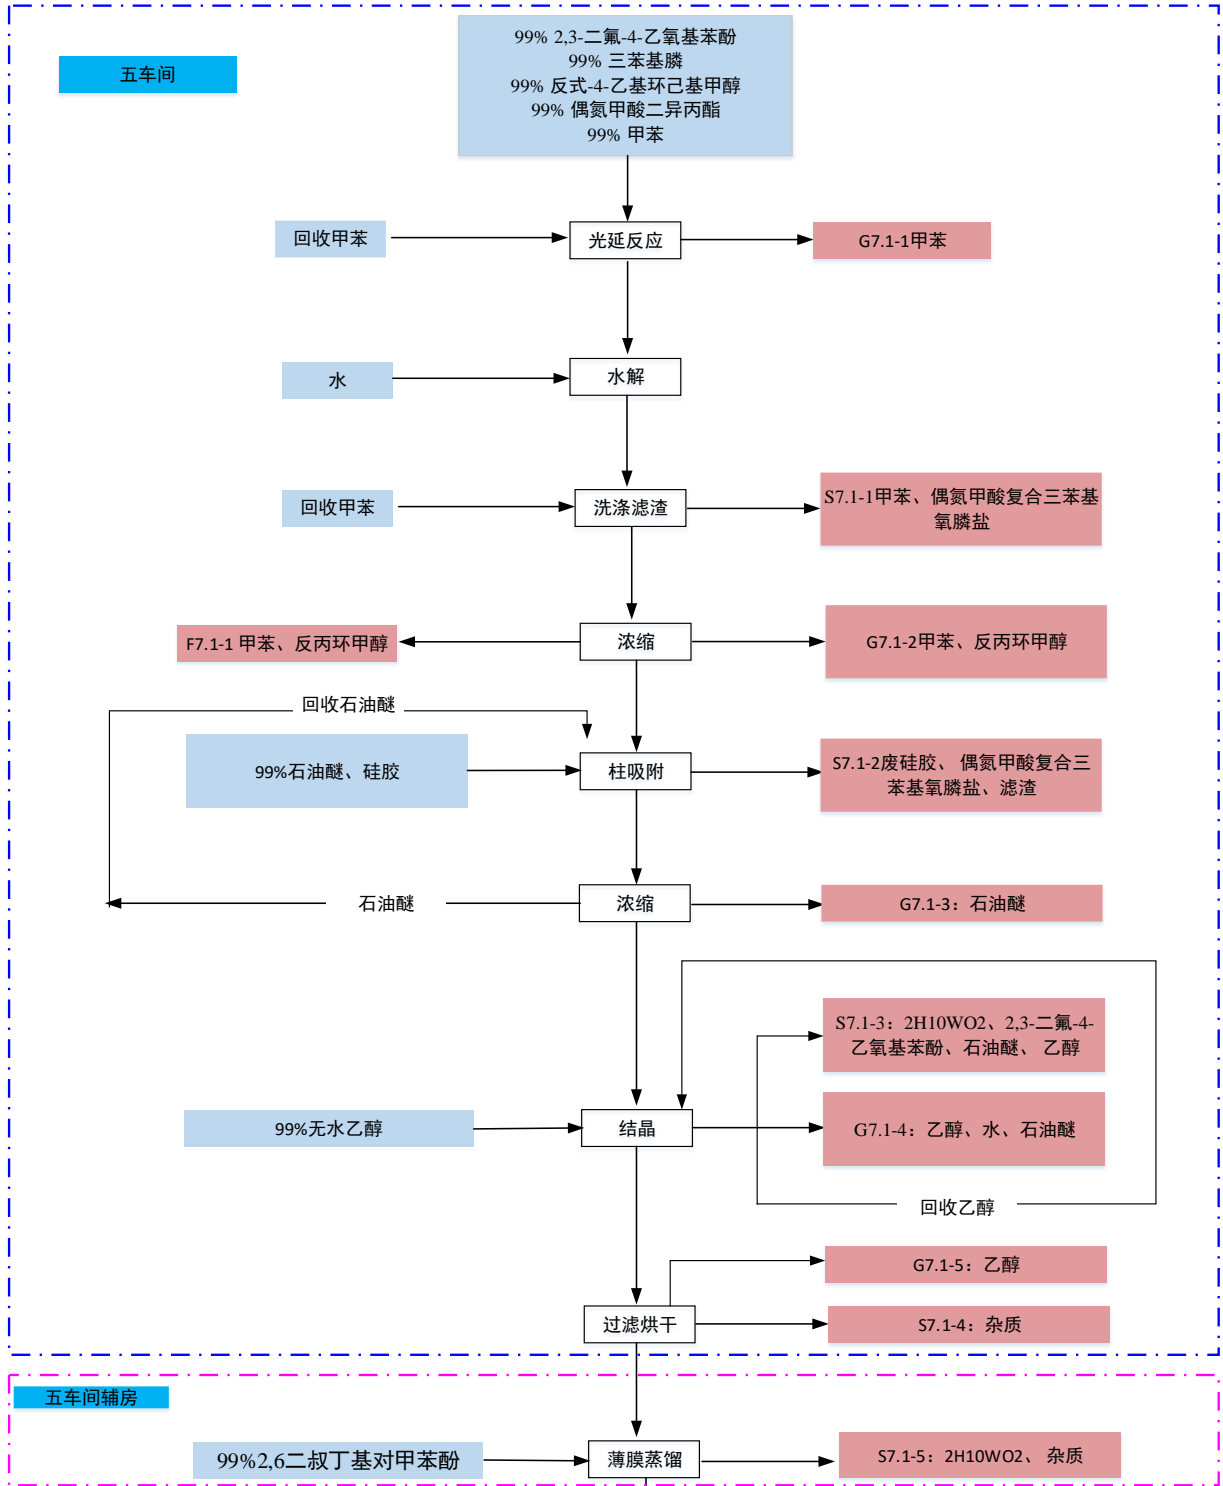 五车间
99% 2,3-二氟-4-乙氧基苯酚
99% 三苯基膦
99% 反式-4-乙基环己基甲醇
99% 偶氮甲酸二异丙酯
99% 甲苯
回收甲苯
光延反应
G7.1-1甲苯
水
水解
回收甲苯
洗涤滤渣
S7.1-1甲苯、偶氮甲酸复合三苯基
氧膦盐
F7.1-1 甲苯、反丙环甲醇
浓缩
G7.1-2甲苯、反丙环甲醇
回收石油醚
99%石油醚、硅胶
柱吸附
S7.1-2废硅胶、 偶氮甲酸复合三
苯基氧膦盐、滤渣
石油醚
浓缩
G7.1-3：石油醚
S7.1-3：2H10WO2、2,3-二氟-4-
乙氧基苯酚、石油醚、 乙醇
99%无水乙醇
结晶
G7.1-4：乙醇、水、石油醚
回收乙醇
G7.1-5：乙醇
过滤烘干
S7.1-4：杂质
五车间辅房
99%2,6二叔丁基对甲苯酚
薄膜蒸馏
S7.1-5：2H10WO2、 杂质